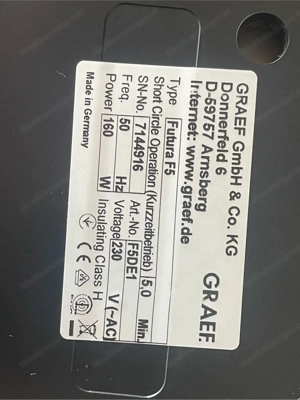 GRAEF GmbH & Co. KG
Donnerfeld 6
D-59757 Arnsberg
Internet: www.graef.de
GRAEF
Type Futura F5
Short Circle Operation (Kurzzeitbetrieb) 5.0 Min.
SN-No. 7144916 Art.-No. F5DE1
Freq. 50 Hz Voltage 230 V (~AC)
Power 160 W Insulating Class H
Made in Germany